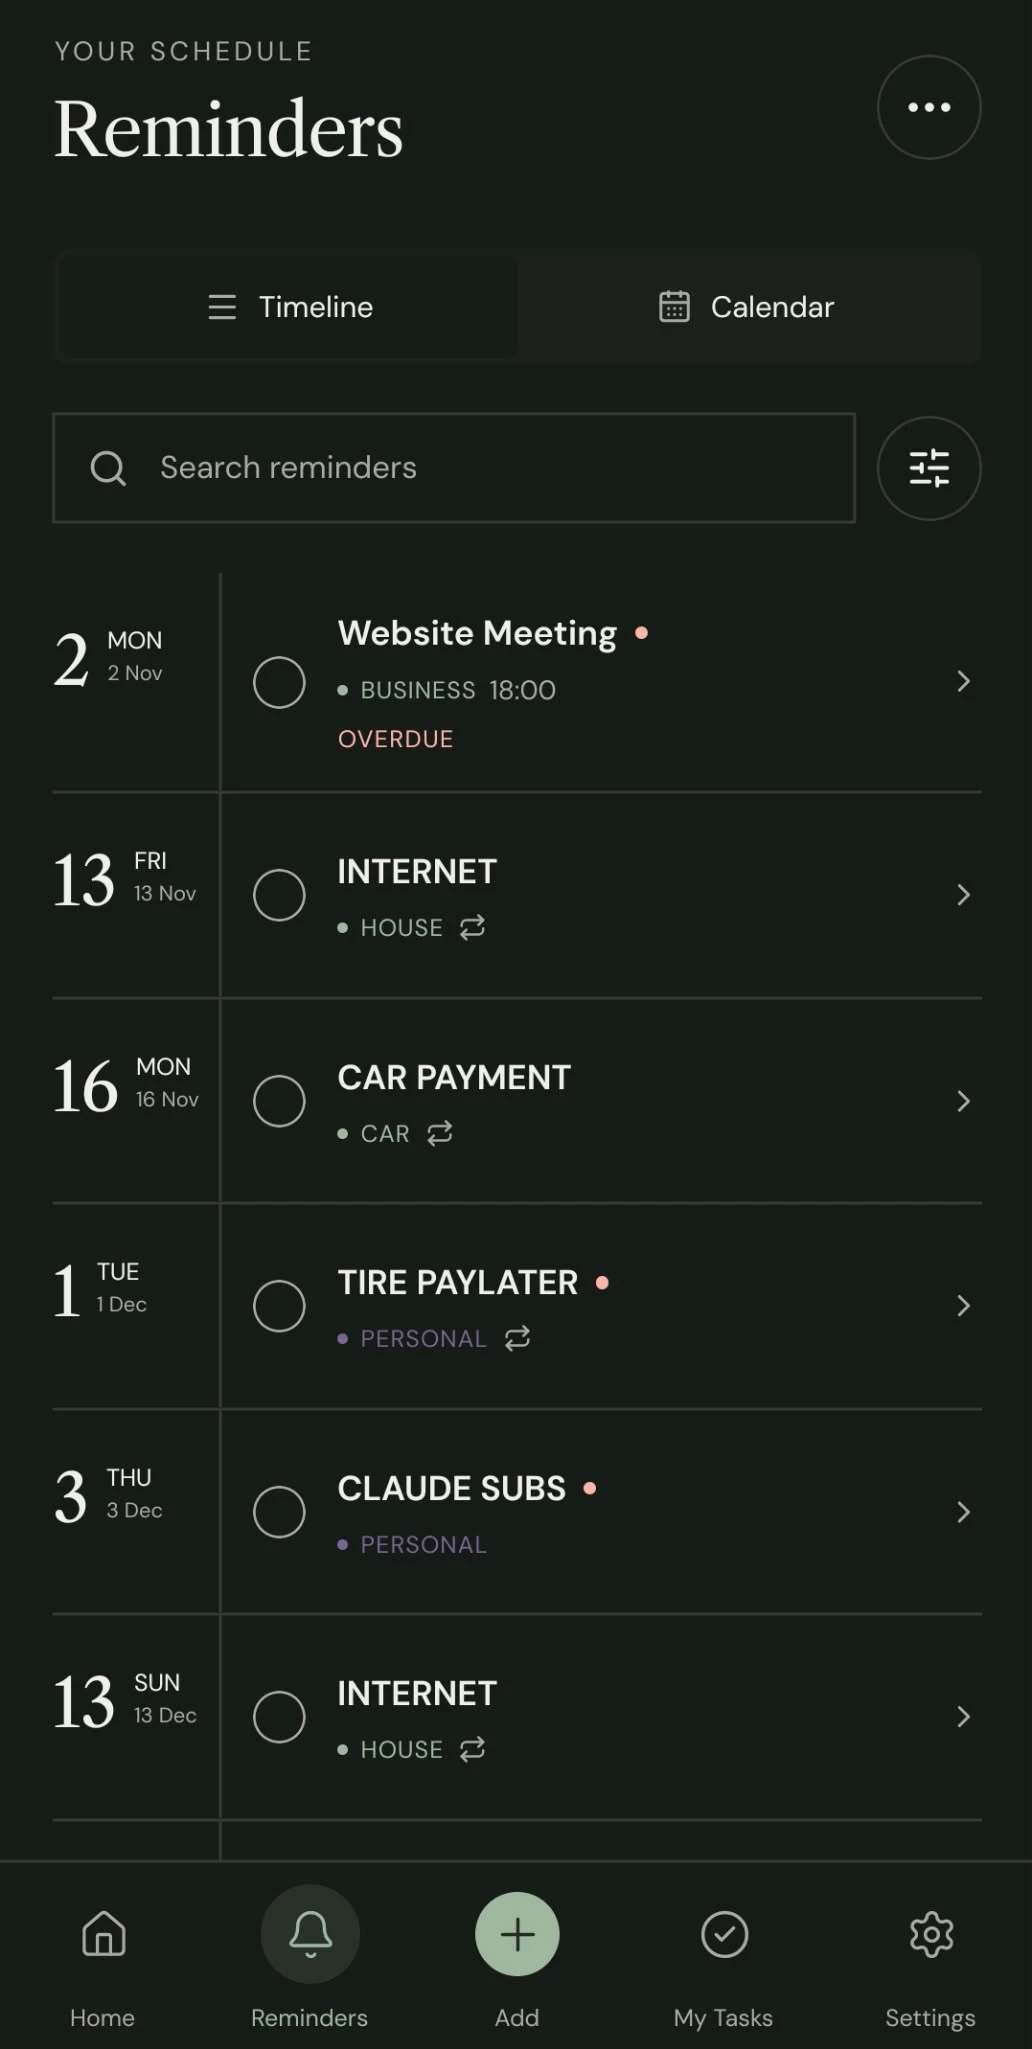 YOUR SCHEDULE
Reminders
Timeline
Calendar
Search reminders
2 MON
2 Nov
Website Meeting
BUSINESS 18:00
OVERDUE
13 FRI
13 Nov
INTERNET
HOUSE
16 MON
16 Nov
CAR PAYMENT
CAR
1 TUE
1 Dec
TIRE PAYLATER
PERSONAL
3 THU
3 Dec
CLAUDE SUBS
PERSONAL
13 SUN
13 Dec
INTERNET
HOUSE
Home
Reminders
Add
My Tasks
Settings